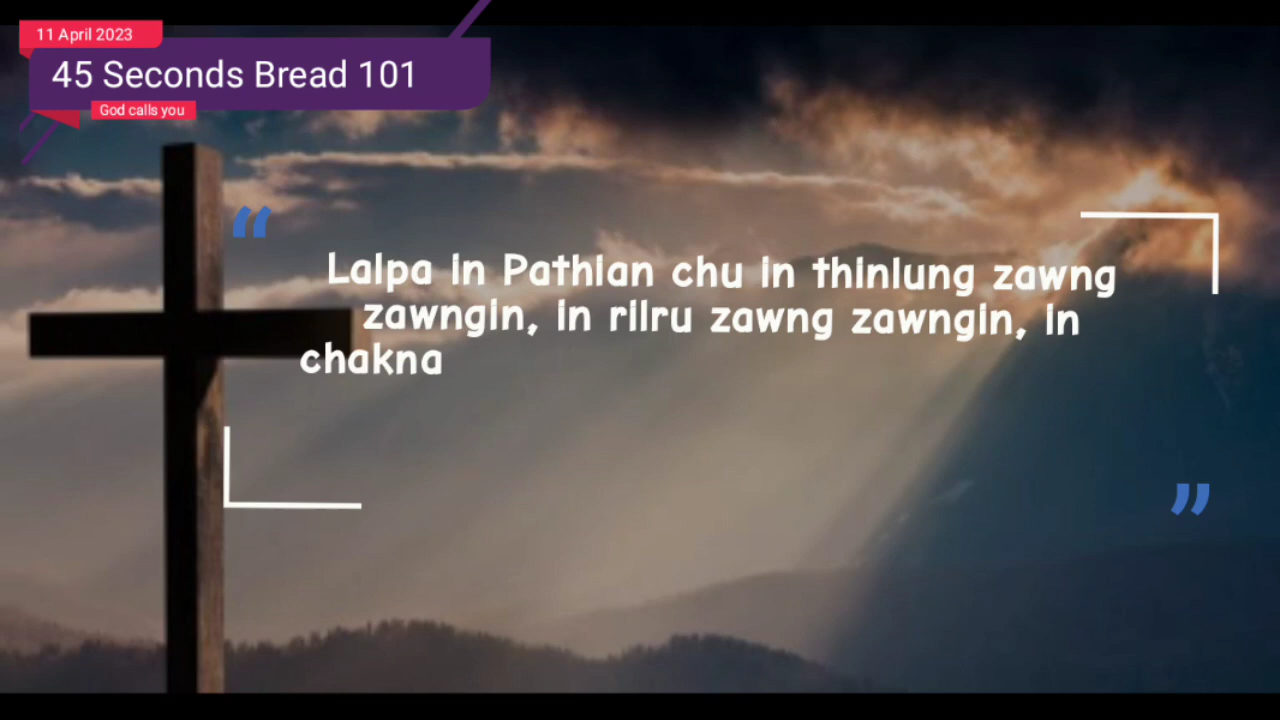 11 April 2023
45 Seconds Bread 101
God calls you
“
Lalpa in Pathian chu in thinlung zawng
zawngin, in rilru zawng zawngin, in
chakna
”